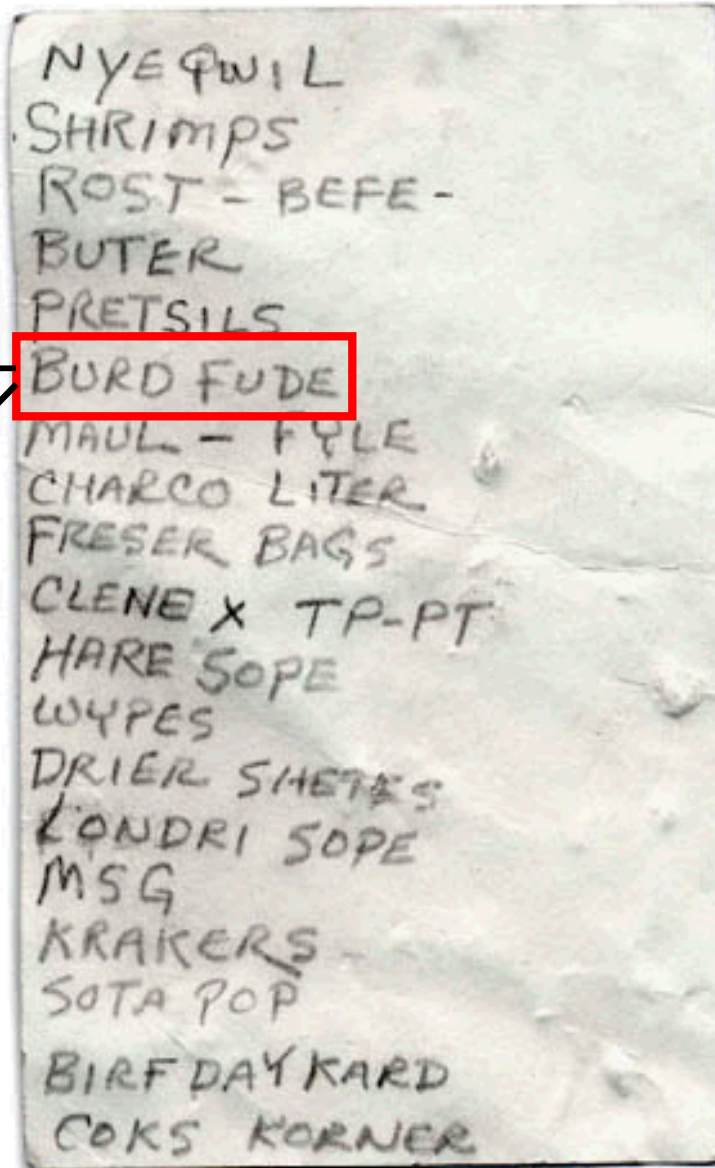 NYEQWIL
SHRIMPS
ROST - BEFE -
BUTER
PRETSILS
BURD FUDE
MAUL - FYLE
CHARCO LITER
FRESER BAGS
CLENE X TP-PT
HARE SOPE
WYPES
DRIER SHETES
LONDRI SOPE
MSG
KRAKERS
SOTA POP
BIRFDAY KARD
COKS KORNER